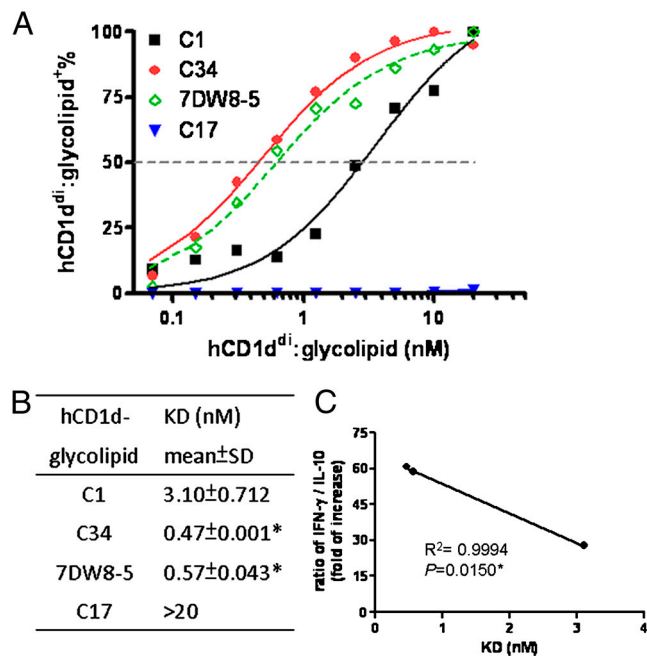 A
C1
C34
7DW8-5
C17
hCD1d^di:glycolipid⁺%
100
75
50
25
0
0.1
1
10
hCD1d^di:glycolipid (nM)
B
hCD1d- KD (nM)
glycolipid mean±SD
C1 3.10±0.712
C34 0.47±0.001*
7DW8-5 0.57±0.043*
C17 >20
C
ratio of IFN-γ / IL-10
(fold of increase)
75
60
45
30
15
0
R²= 0.9994
P=0.0150*
0
1
2
3
4
KD (nM)